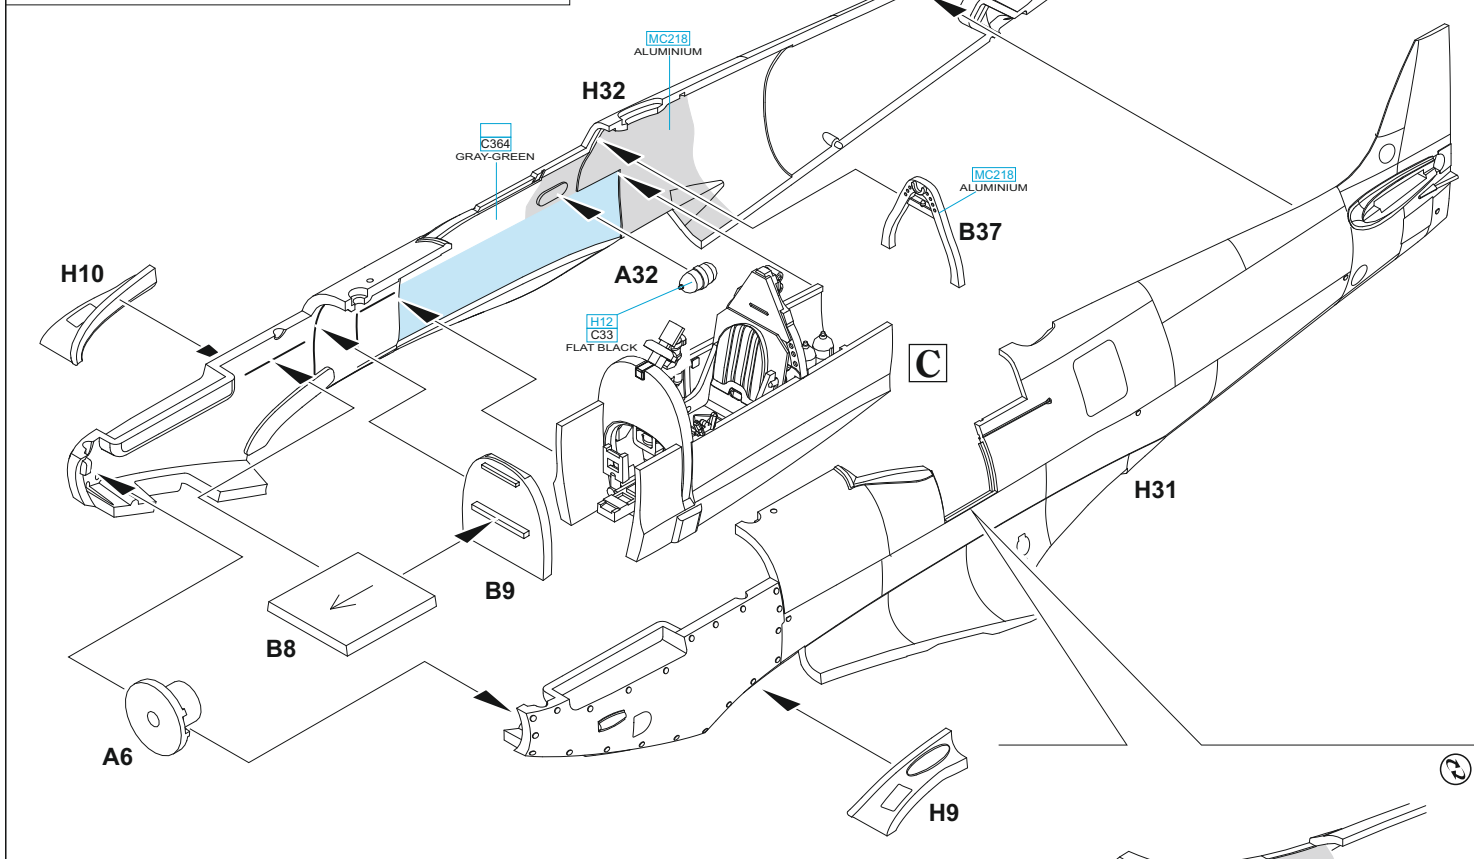 MC218
ALUMINIUM
H32
C364
GRAY-GREEN
MC218
ALUMINIUM
B37
H10
A32
H12
C33
FLAT BLACK
C
H31
B9
B8
A6
H9